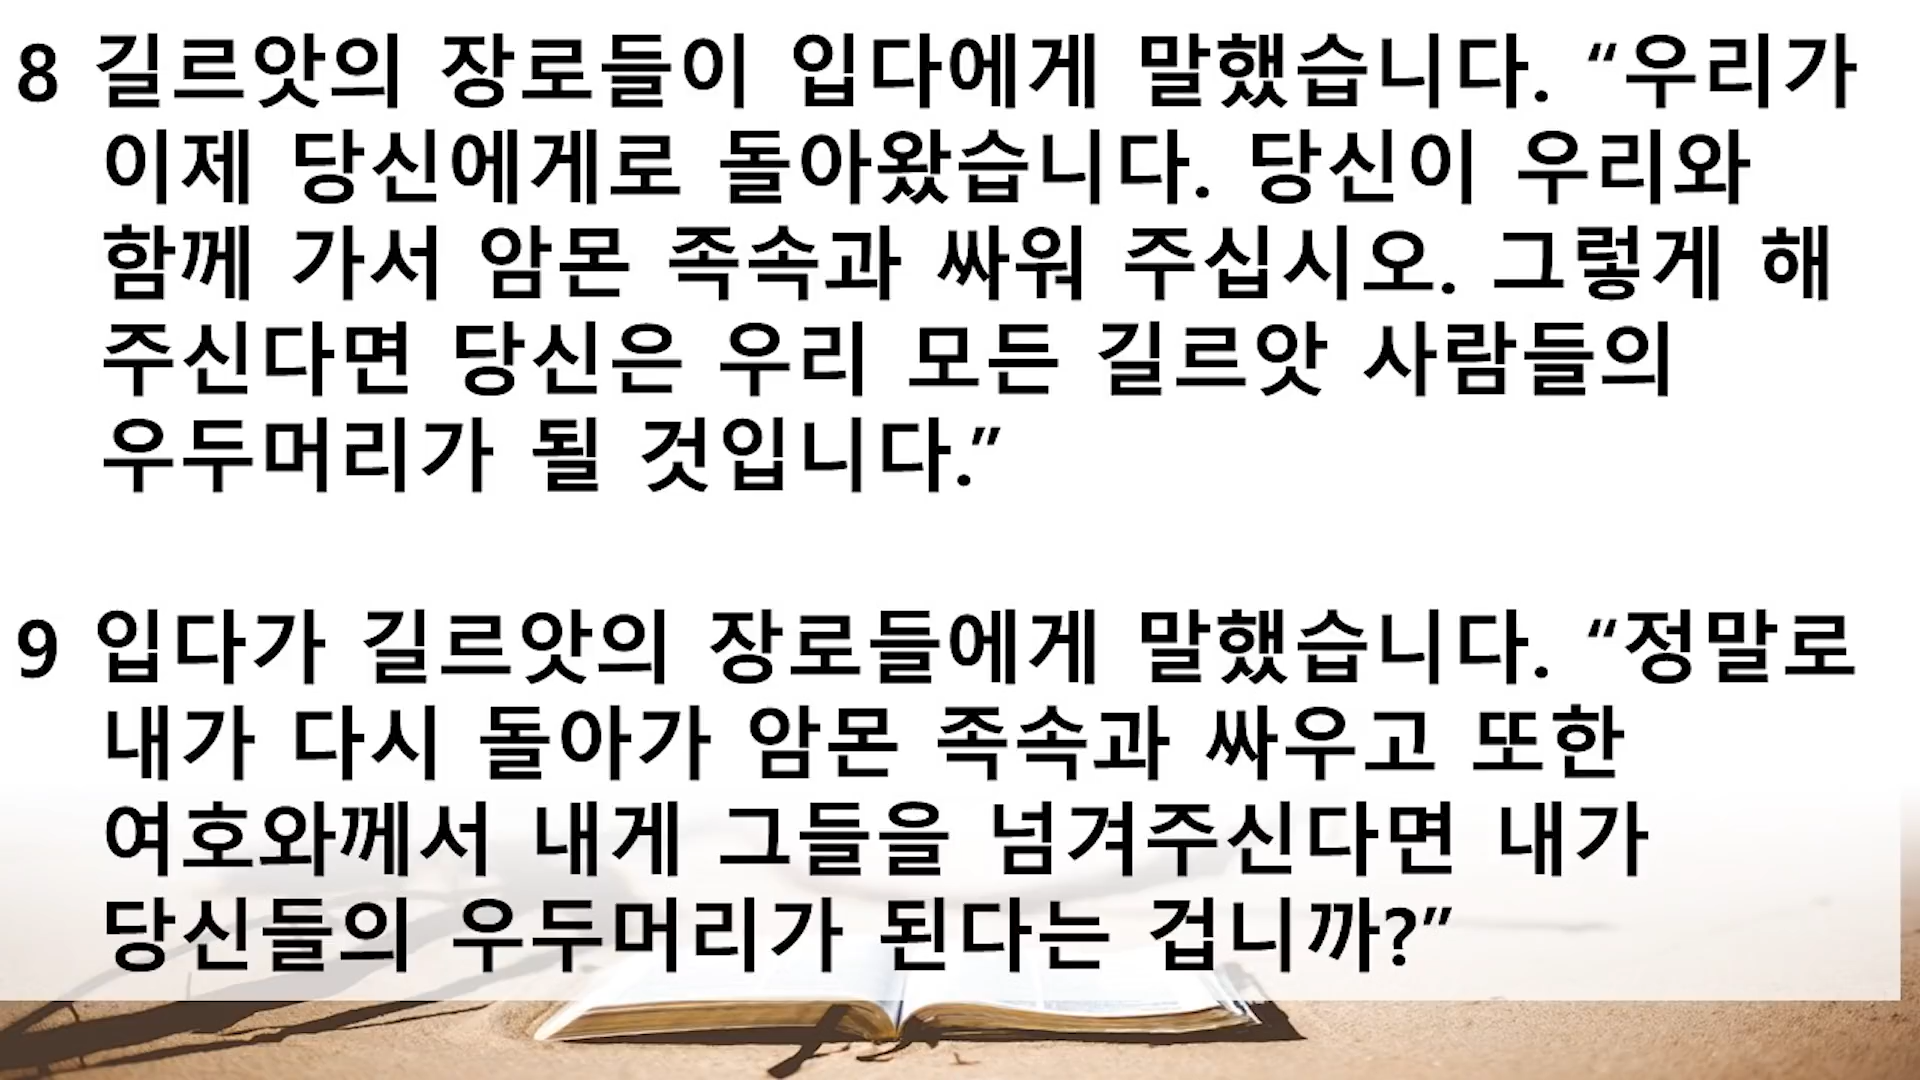 8 길르앗의 장로들이 입다에게 말했습니다. “우리가
이제 당신에게로 돌아왔습니다. 당신이 우리와
함께 가서 암몬 족속과 싸워 주십시오. 그렇게 해
주신다면 당신은 우리 모든 길르앗 사람들의
우두머리가 될 것입니다.”
9 입다가 길르앗의 장로들에게 말했습니다. “정말로
내가 다시 돌아가 암몬 족속과 싸우고 또한
여호와께서 내게 그들을 넘겨주신다면 내가
당신들의 우두머리가 된다는 겁니까?”